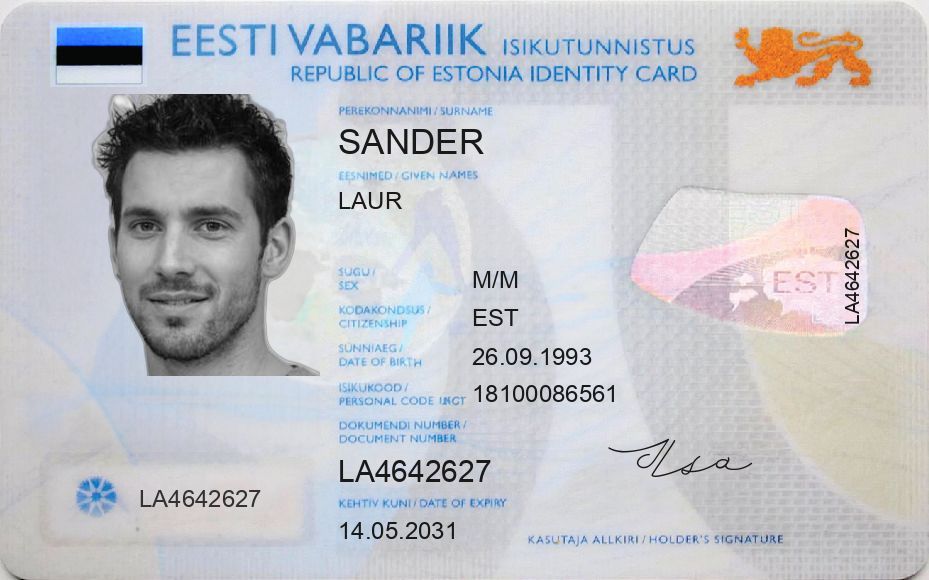 EESTI VABARIIK ISIKUTUNNISTUS
REPUBLIC OF ESTONIA IDENTITY CARD
PEREKONNANIMI / SURNAME
SANDER
EESNIMED / GIVEN NAMES
LAUR
SUGU /
SEX
M/M
KODAKONDSUS /
CITIZENSHIP
EST
SÜNNIAEG /
DATE OF BIRTH
26.09.1993
ISIKUKOOD /
PERSONAL CODE
18100086561
DOKUMENDI NUMBER /
DOCUMENT NUMBER
LA4642627
KEHTIV KUNI / DATE OF EXPIRY
14.05.2031
LA4642627
EST
LA4642627
KASUTAJA ALLKIRI / HOLDER'S SIGNATURE